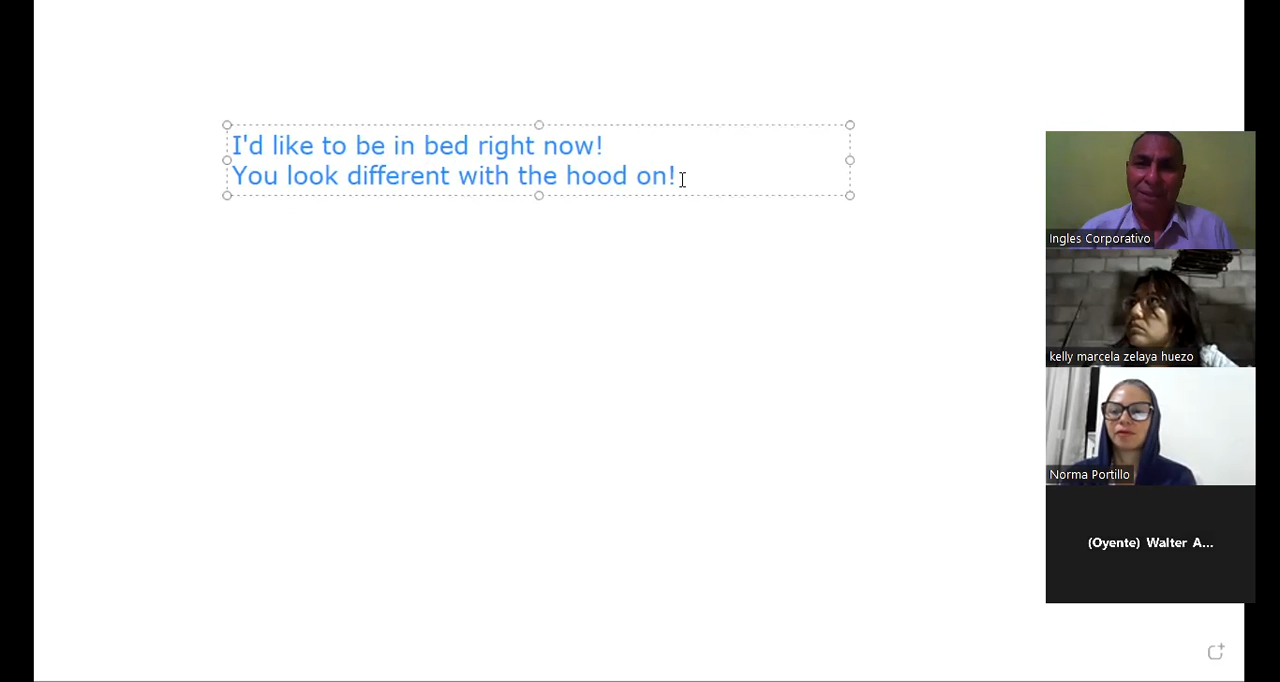 I'd like to be in bed right now!
You look different with the hood on!
Ingles Corporativo
kelly marcela zelaya huezo
Norma Portillo
(Oyente) Walter A...